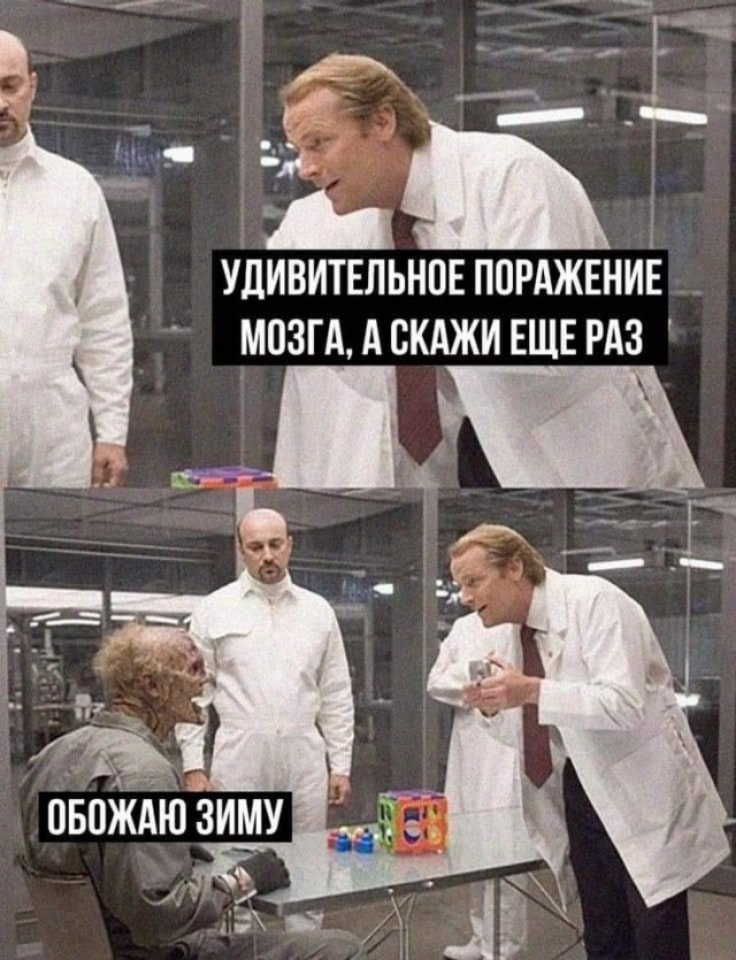 УДИВИТЕЛЬНОЕ ПОРАЖЕНИЕ
МОЗГА, А СКАЖИ ЕЩЕ РАЗ
ОБОЖАЮ ЗИМУ